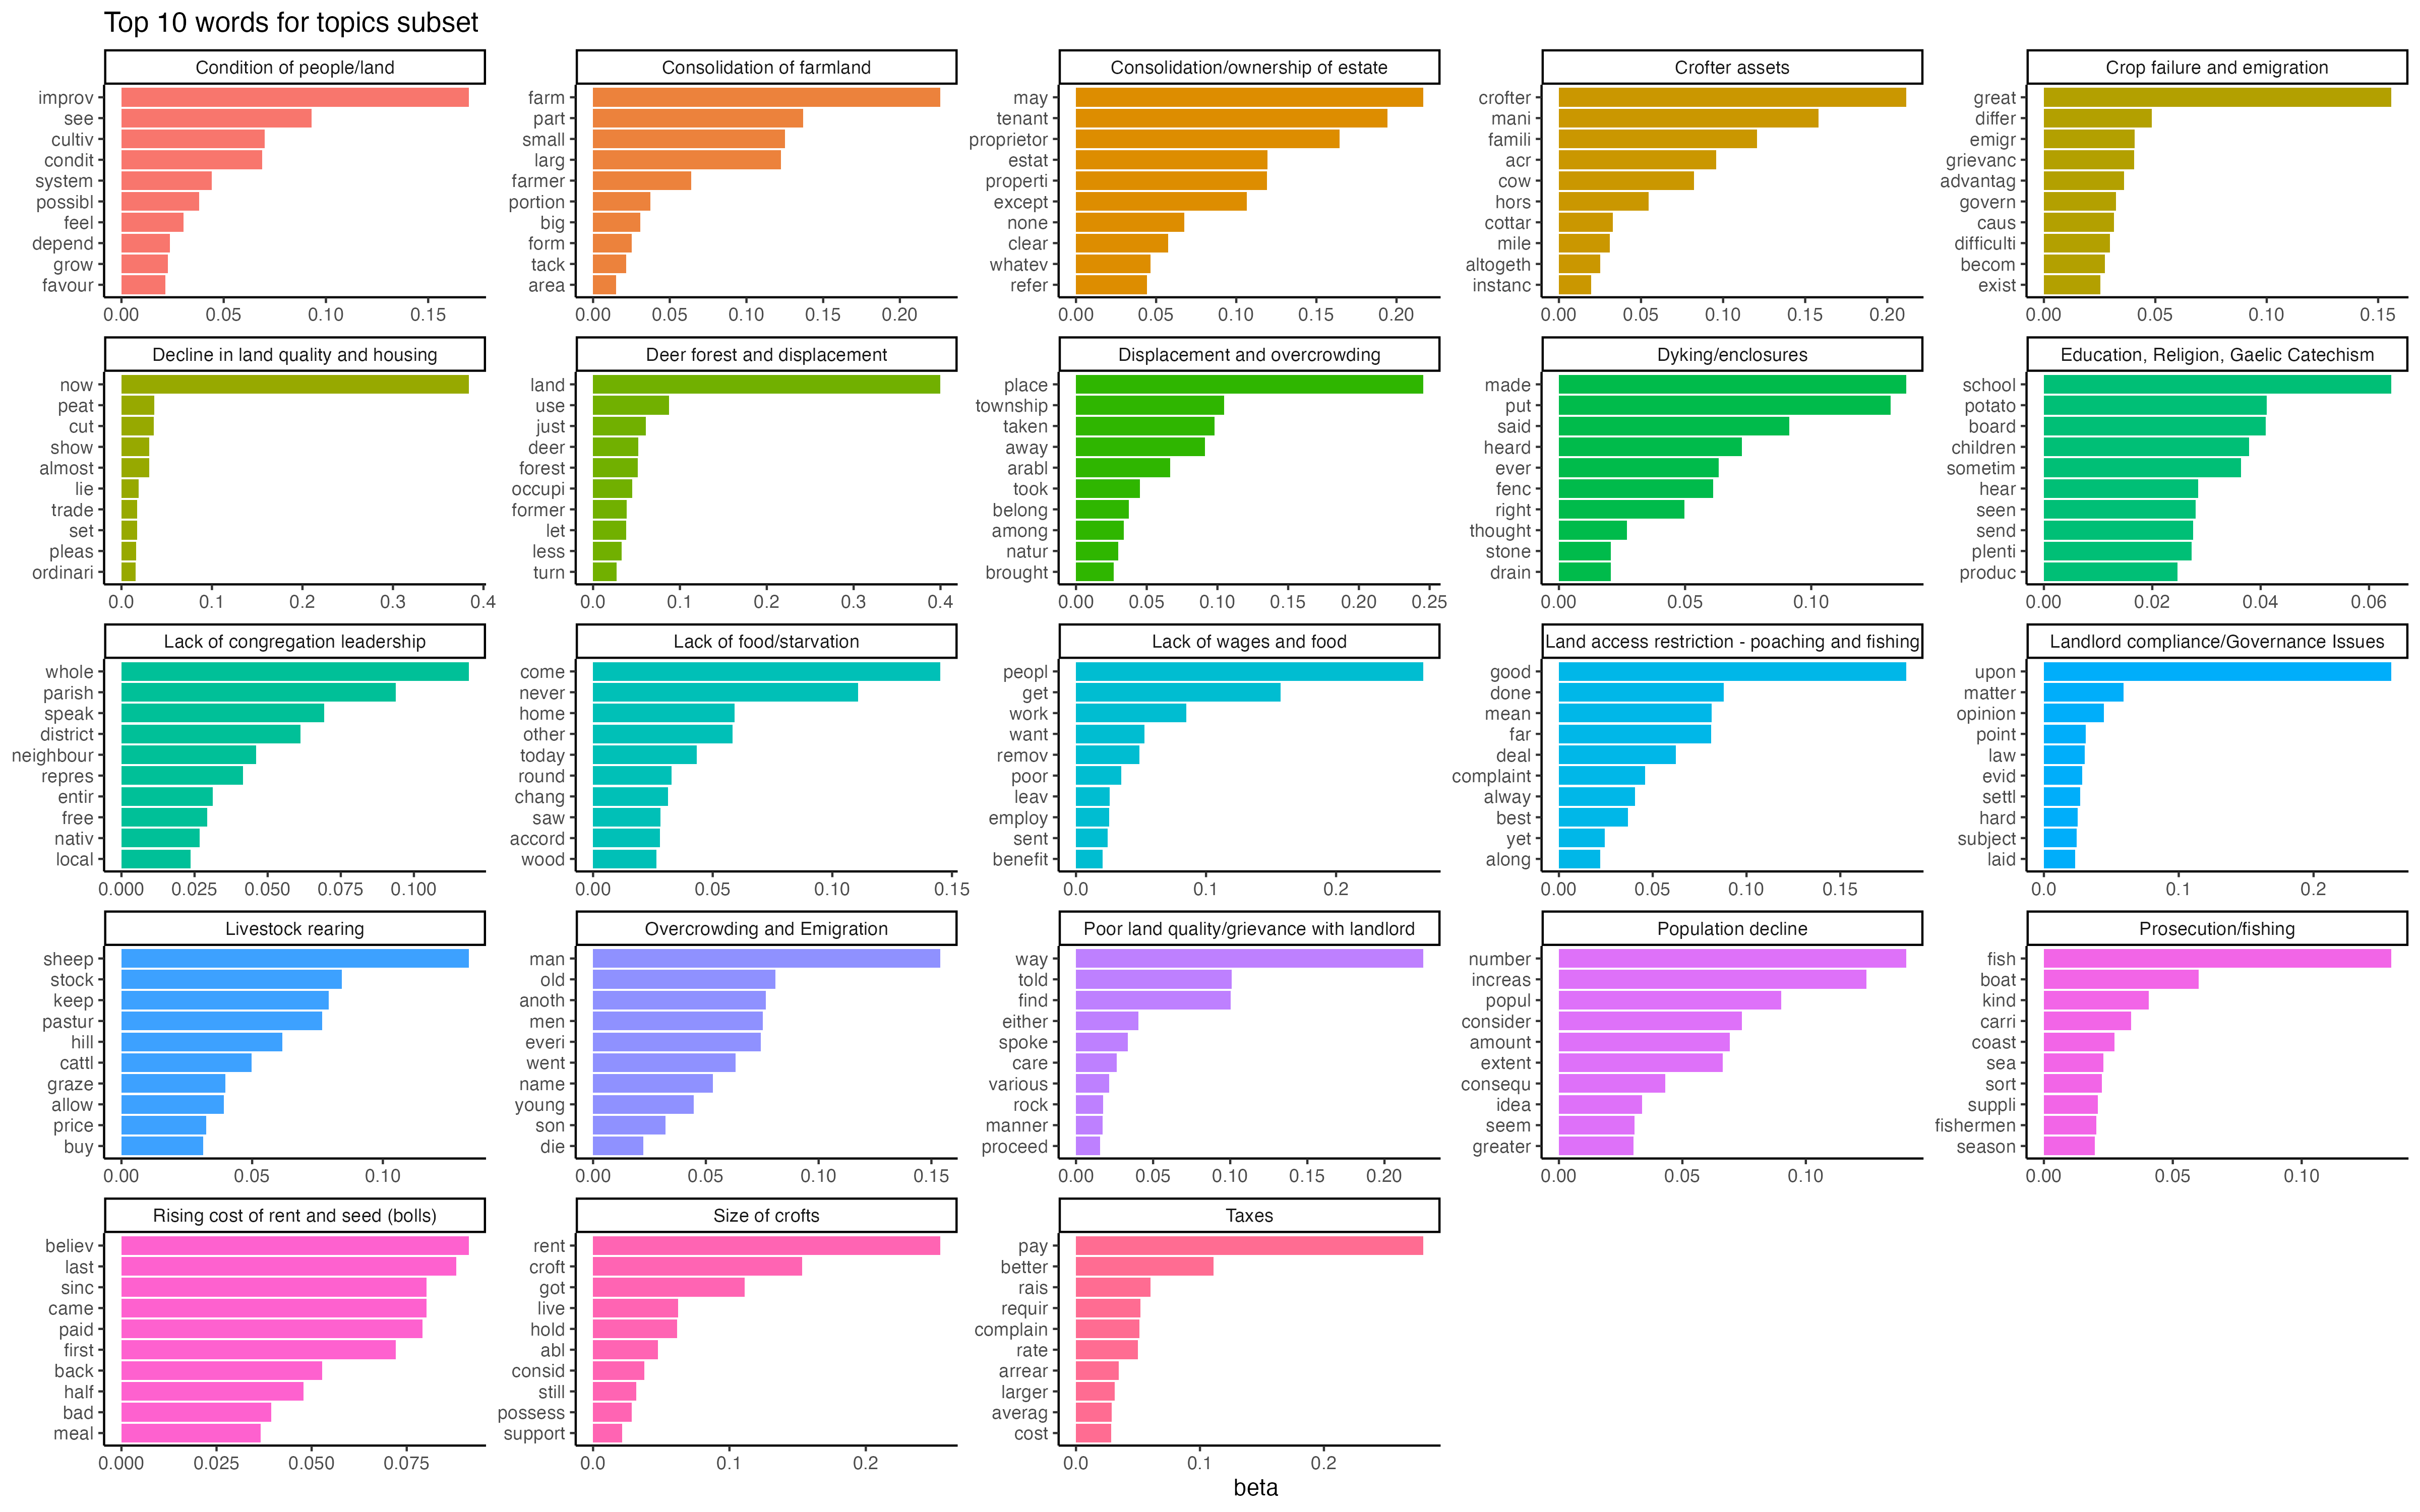 Top 10 words for topics subset
Condition of people/land
improv
see
cultiv
condit
system
possibl
feel
depend
grow
favour
0.00 0.05 0.10 0.15
Consolidation of farmland
farm
part
small
larg
farmer
portion
big
form
tack
area
0.00 0.05 0.10 0.15 0.20
Consolidation/ownership of estate
may
tenant
proprietor
estat
properti
except
none
clear
whatev
refer
0.00 0.05 0.10 0.15 0.20
Crofter assets
crofter
mani
famili
acr
cow
hors
cottar
mile
altogeth
instanc
0.00 0.05 0.10 0.15 0.20
Crop failure and emigration
great
differ
emigr
grievanc
advantag
govern
caus
difficulti
becom
exist
0.00 0.05 0.10 0.15
Decline in land quality and housing
now
peat
cut
show
almost
lie
trade
set
pleas
ordinari
0.0 0.1 0.2 0.3 0.4
Deer forest and displacement
land
use
just
deer
forest
occupi
former
let
less
turn
0.0 0.1 0.2 0.3 0.4
Displacement and overcrowding
place
township
taken
away
arabl
took
belong
among
natur
brought
0.00 0.05 0.10 0.15 0.20 0.25
Dyking/enclosures
made
put
said
heard
ever
fenc
right
thought
stone
drain
0.00 0.05 0.10
Education, Religion, Gaelic Catechism
school
potato
board
children
sometim
hear
seen
send
plenti
produc
0.00 0.02 0.04 0.06
Lack of congregation leadership
whole
parish
speak
district
neighbour
repres
entir
free
nativ
local
0.000 0.025 0.050 0.075 0.100
Lack of food/starvation
come
never
home
other
today
round
chang
saw
accord
wood
0.00 0.05 0.10 0.15
Lack of wages and food
peopl
get
work
want
remov
poor
leav
employ
sent
benefit
0.0 0.1 0.2
Land access restriction - poaching and fishing
good
done
mean
far
deal
complaint
alway
best
yet
along
0.00 0.05 0.10 0.15
Landlord compliance/Governance Issues
upon
matter
opinion
point
law
evid
settl
hard
subject
laid
0.0 0.1 0.2
Livestock rearing
sheep
stock
keep
pastur
hill
cattl
graze
allow
price
buy
0.00 0.05 0.10
Overcrowding and Emigration
man
old
anoth
men
everi
went
name
young
son
die
0.00 0.05 0.10 0.15
Poor land quality/grievance with landlord
way
told
find
either
spoke
care
various
rock
manner
proceed
0.00 0.05 0.10 0.15 0.20
Population decline
number
increas
popul
consider
amount
extent
consequ
idea
seem
greater
0.00 0.05 0.10
Prosecution/fishing
fish
boat
kind
carri
coast
sea
sort
suppli
fishermen
season
0.00 0.05 0.10
Rising cost of rent and seed (bolls)
believ
last
sinc
came
paid
first
back
half
bad
meal
0.000 0.025 0.050 0.075
Size of crofts
rent
croft
got
live
hold
abl
consid
still
possess
support
0.0 0.1 0.2
Taxes
pay
better
rais
requir
complain
rate
arrear
larger
averag
cost
0.0 0.1 0.2
beta